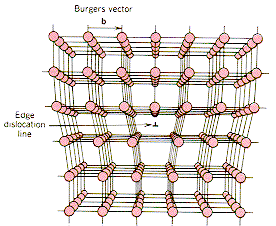 Burgers vector
b
Edge
dislocation
line